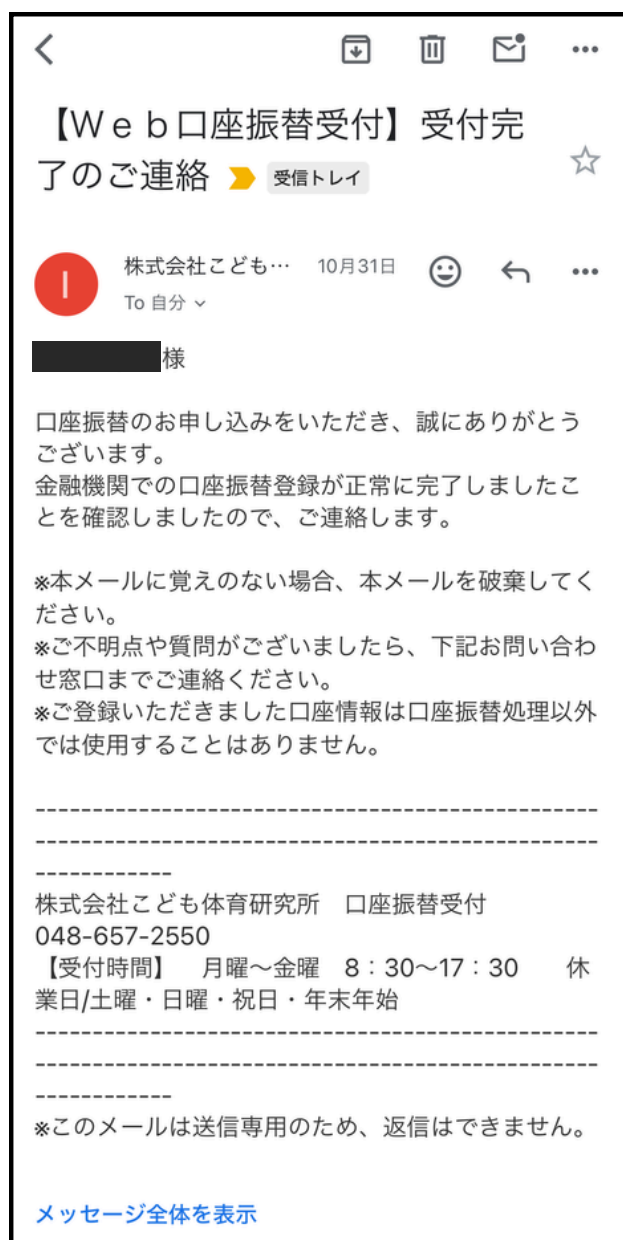 【Ｗｅｂ口座振替受付】受付完
了のご連絡 受信トレイ
I
株式会社こども… 10月31日
To 自分
様
口座振替のお申し込みをいただき、誠にありがとう
ございます。
金融機関での口座振替登録が正常に完了しましたこ
とを確認しましたので、ご連絡します。
※本メールに覚えのない場合、本メールを破棄してく
ださい。
※ご不明点や質問がございましたら、下記お問い合わ
せ窓口までご連絡ください。
※ご登録いただきました口座情報は口座振替処理以外
では使用することはありません。
------------------------------------------------
------------------------------------------------
------------
株式会社こども体育研究所　口座振替受付
048-657-2550
【受付時間】　月曜〜金曜　8：30〜17：30　　休
業日/土曜・日曜・祝日・年末年始
------------------------------------------------
------------------------------------------------
------------
※このメールは送信専用のため、返信はできません。
メッセージ全体を表示